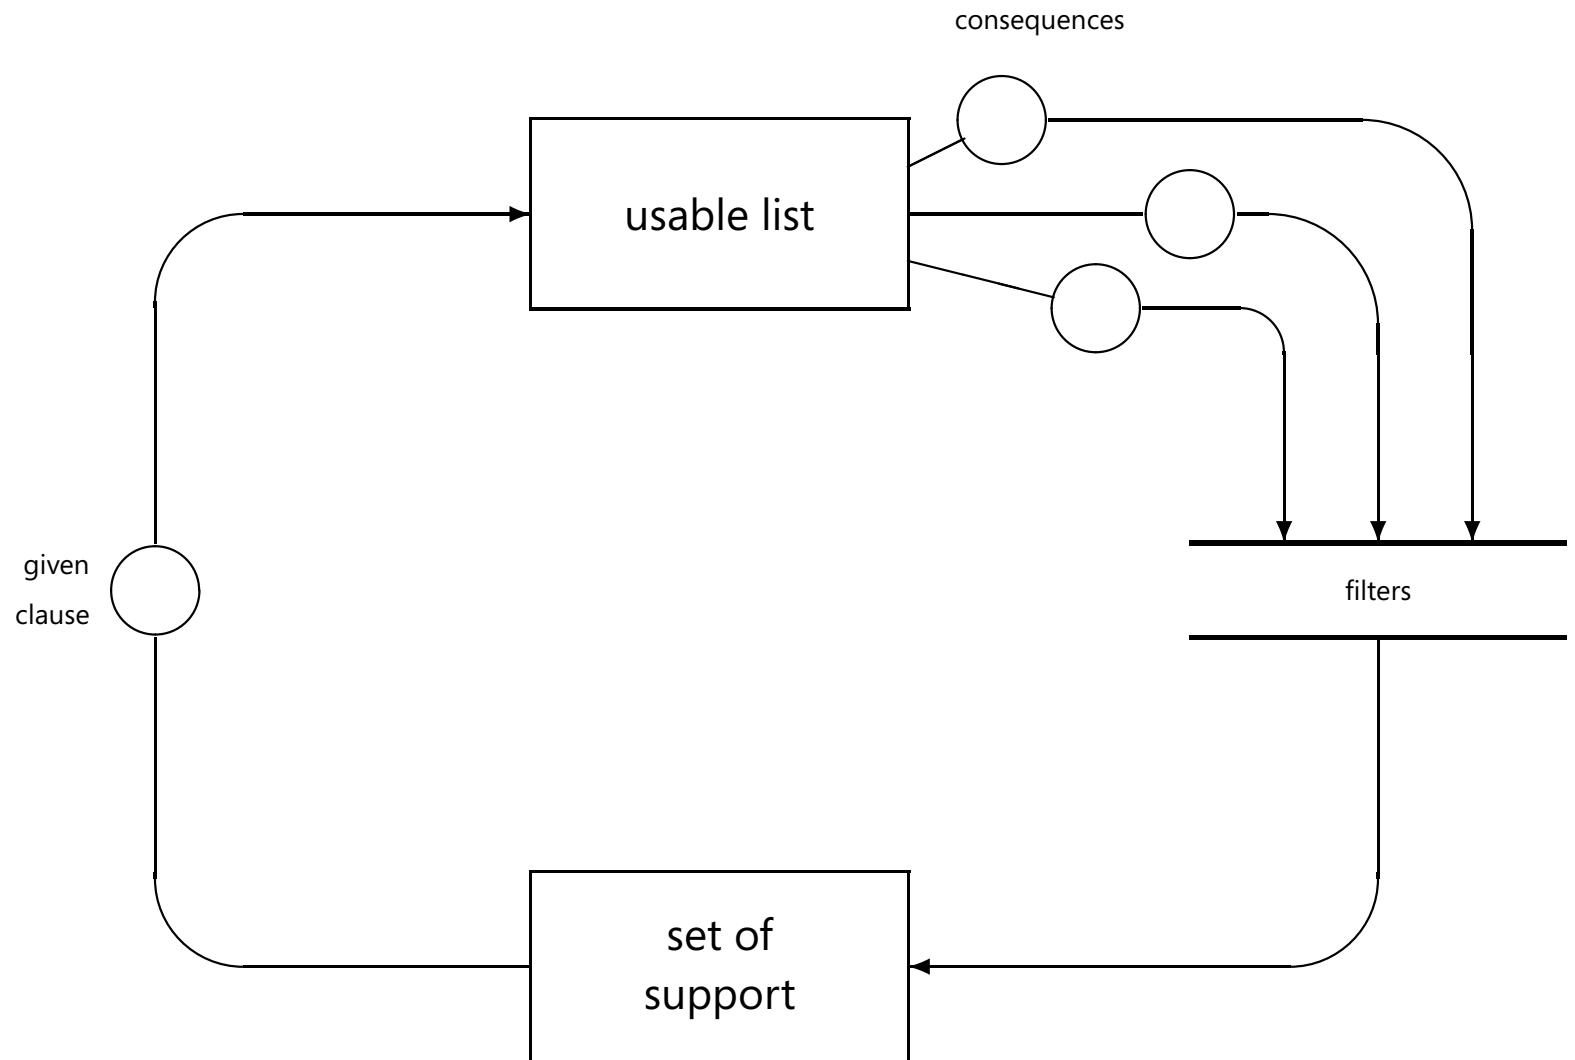 consequences
usable list
given
clause
filters
set of
support